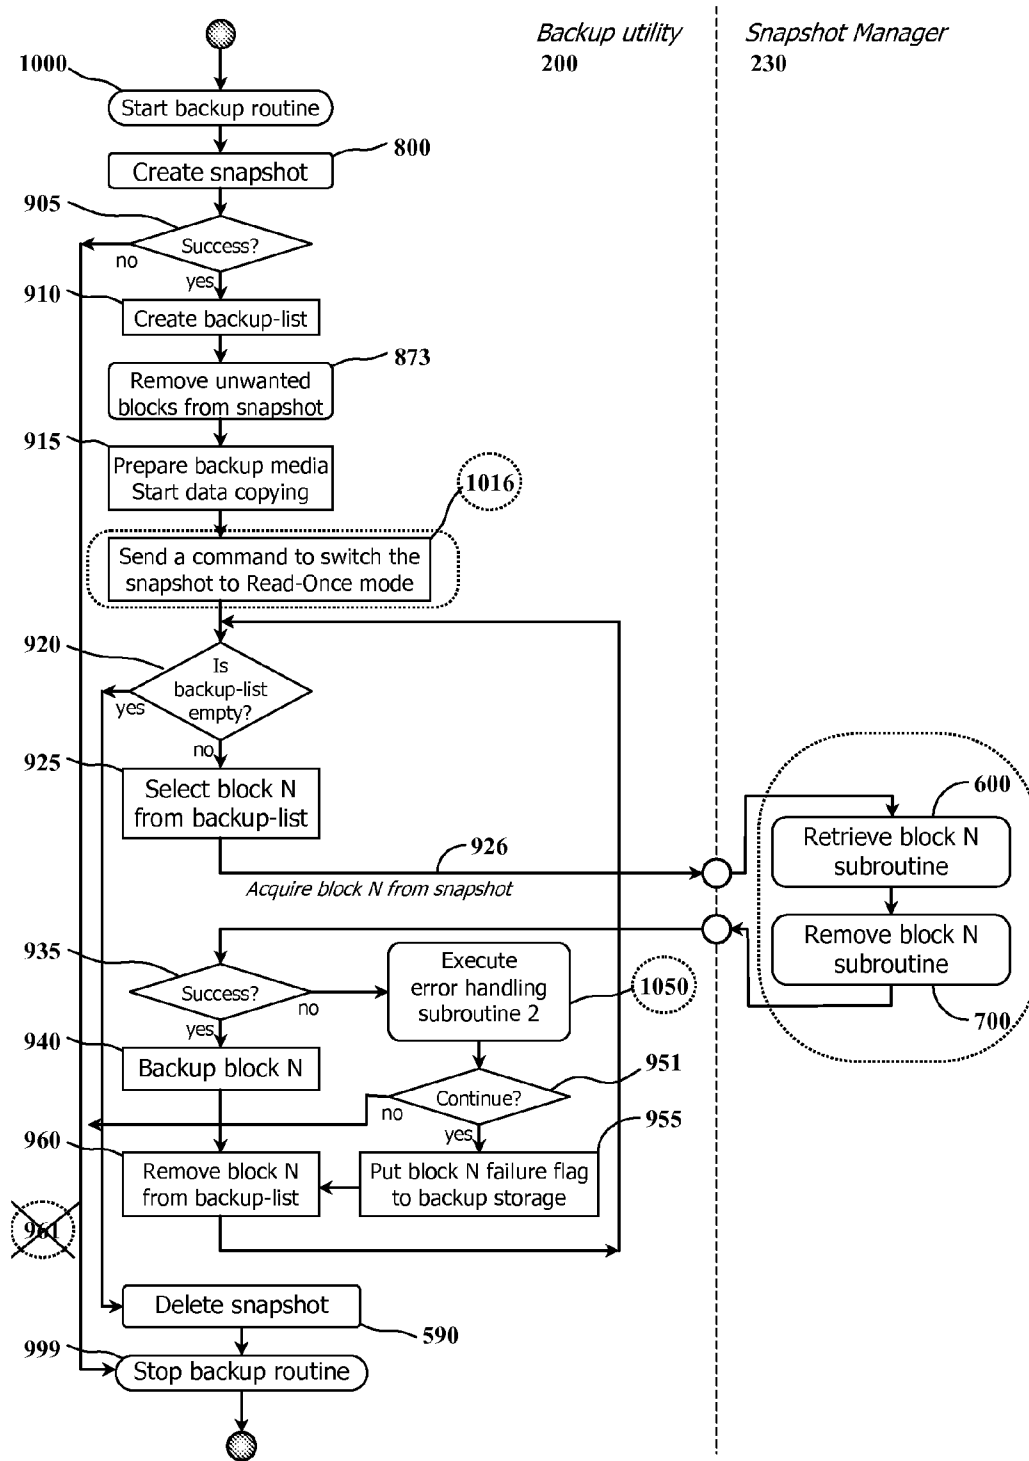 Backup utility
200
Snapshot Manager
230
1000
Start backup routine
800
Create snapshot
905
Success?
no
yes
910
Create backup-list
873
Remove unwanted
blocks from snapshot
915
Prepare backup media
Start data copying
1016
Send a command to switch the
snapshot to Read-Once mode
920
Is
backup-list
empty?
yes
no
925
Select block N
from backup-list
926
Acquire block N from snapshot
600
Retrieve block N
subroutine
Remove block N
subroutine
700
935
Success?
no
yes
Execute
error handling
subroutine 2
1050
940
Backup block N
951
Continue?
no
yes
955
960
Remove block N
from backup-list
Put block N failure flag
to backup storage
961
Delete snapshot
590
999
Stop backup routine